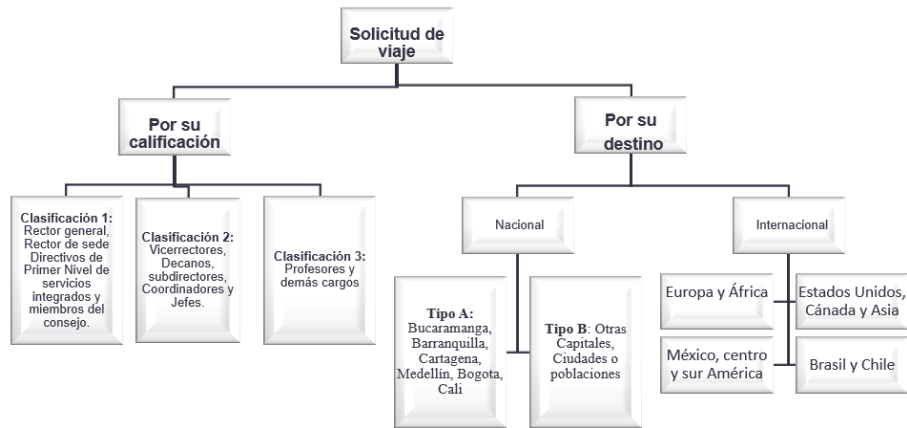 Solicitud de
viaje
Por su
calificación
Por su
destino
Clasificación 1:
Rector general,
Rector de sede
Directivos de
Primer Nivel de
servicios
integrados y
miembros del
consejo.
Clasificación 2:
Vicerrectores,
Decanos,
subdirectores,
Coordinadores y
Jefes.
Clasificación 3:
Profesores y
demás cargos
Nacional
Internacional
Tipo A:
Bucaramanga,
Barranquilla,
Cartagena,
Medellín, Bogota,
Cali
Tipo B: Otras
Capitales,
Ciudades o
poblaciones
Europa y África
Estados Unidos,
Cánada y Asia
México, centro
y sur América
Brasil y Chile